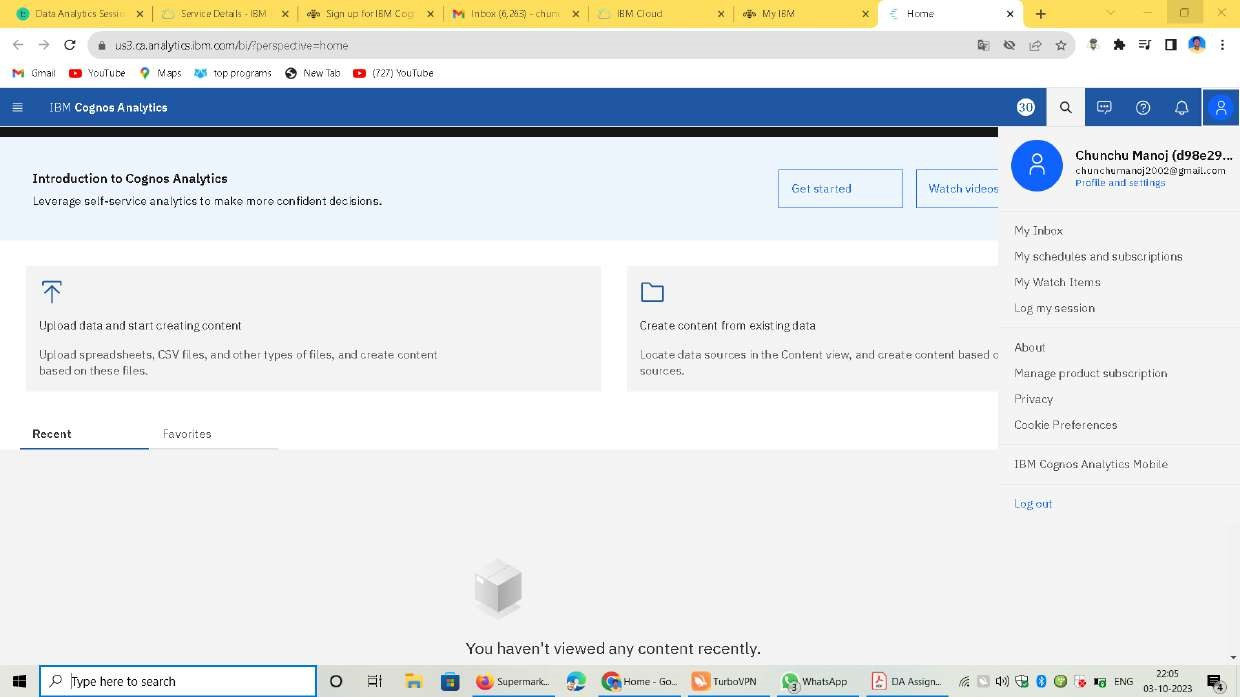 Data Analytics Sessi
Service Details - IBM
Sign up for IBM Cog
Inbox (6,263) - chun
IBM Cloud
My IBM
Home
us3.ca.analytics.ibm.com/bi/?perspective=home
Gmail
YouTube
Maps
top programs
New Tab
(727) YouTube
IBM Cognos Analytics
30
Introduction to Cognos Analytics
Leverage self-service analytics to make more confident decisions.
Get started
Watch videos
Chunchu Manoj (d98e29...
chunchumanoj2002@gmail.com
Profile and settings
My Inbox
My schedules and subscriptions
My Watch Items
Log my session
About
Manage product subscription
Privacy
Cookie Preferences
IBM Cognos Analytics Mobile
Log out
Upload data and start creating content
Upload spreadsheets, CSV files, and other types of files, and create content
based on these files.
Create content from existing data
Locate data sources in the Content view, and create content based o
sources.
Recent
Favorites
You haven't viewed any content recently.
Type here to search
Supermark...
Home - Go...
TurboVPN
3
WhatsApp
DA Assign...
ENG
22:05
03-10-2023
4